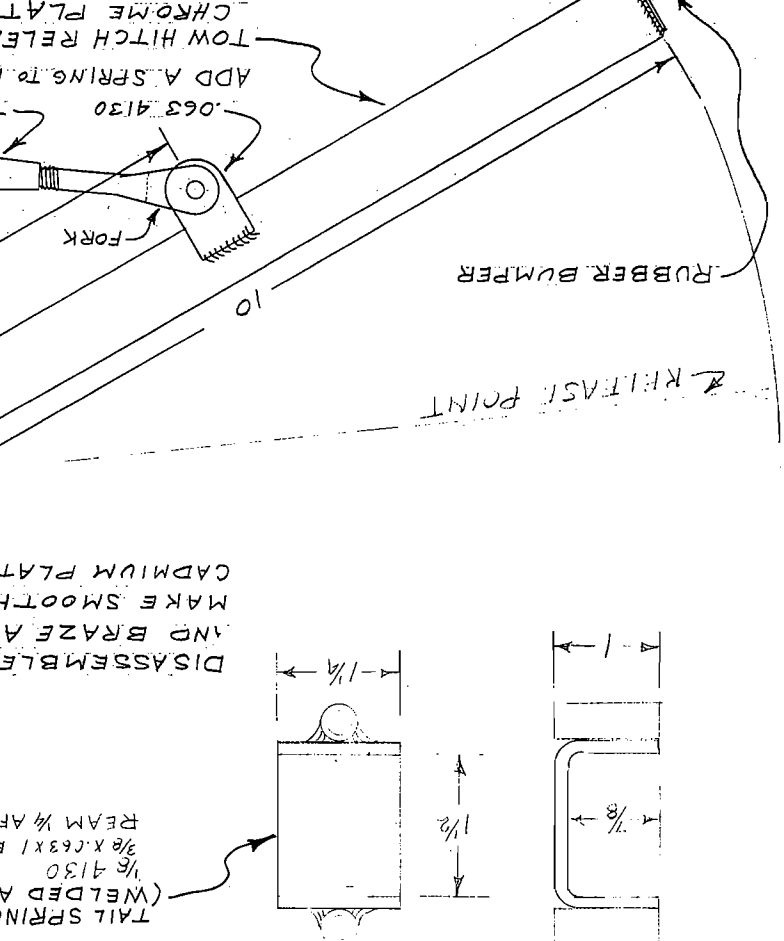 TAIL SPRING
(WELDED A
1/8 4130
3/8 X .063 X 1
REAM 1/4 AF
7/8
1 1/2
1
1 1/4
DISASSEMBLE
AND BRAZE A
MAKE SMOOTH
CADMIUM PLAT
RELEASE POINT
10
RUBBER BUMPER
FORK
.063 4130
ADD A SPRING TO
TOW HITCH RELEA
CHROME PLAT